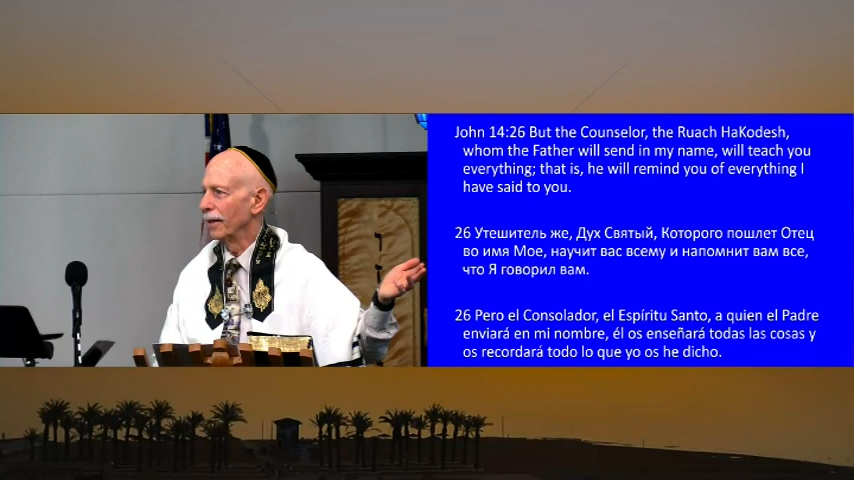 John 14:26 But the Counselor, the Ruach HaKodesh,
whom the Father will send in my name, will teach you
everything; that is, he will remind you of everything I
have said to you.
26 Утешитель же, Дух Святый, Которого пошлет Отец
во имя Мое, научит вас всему и напомнит вам все,
что Я говорил вам.
26 Pero el Consolador, el Espíritu Santo, a quien el Padre
enviará en mi nombre, él os enseñará todas las cosas y
os recordará todo lo que yo os he dicho.